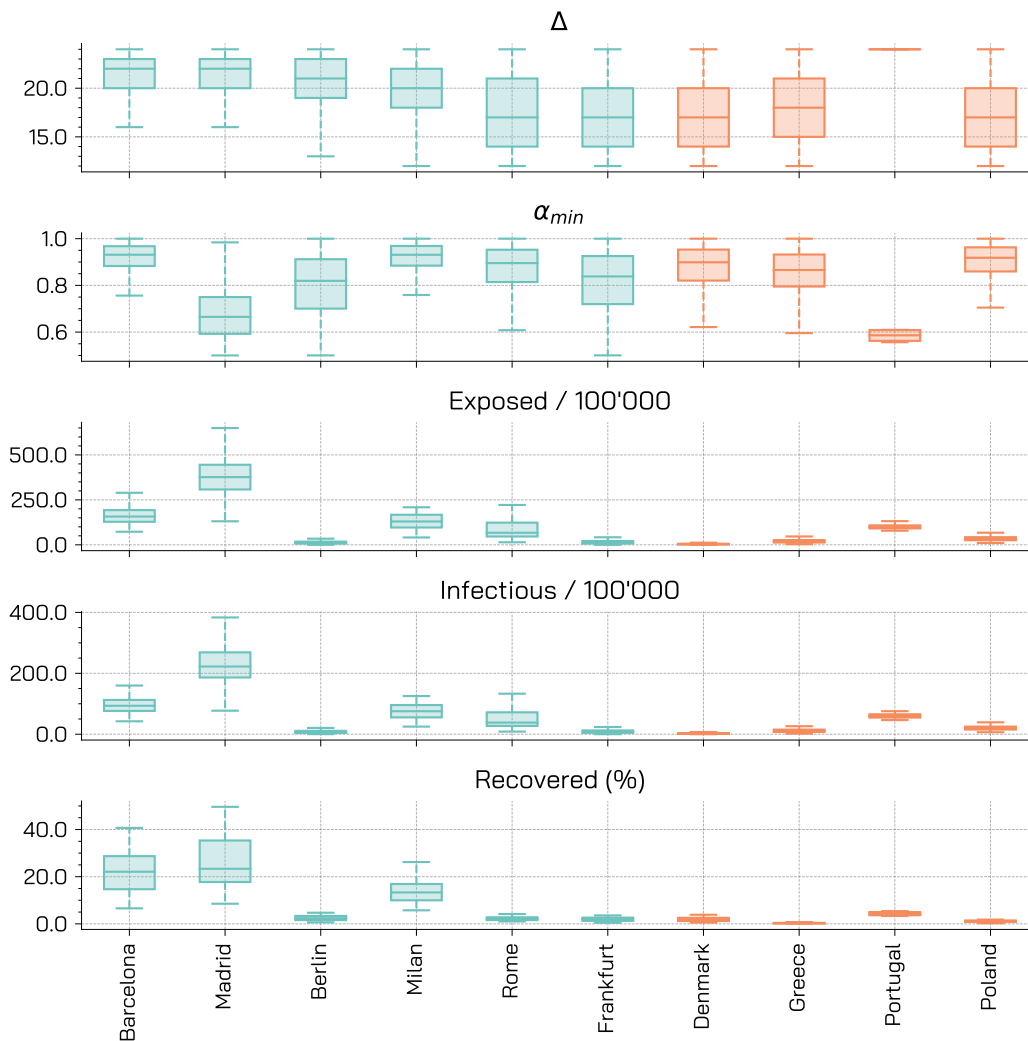 Δ
20.0
15.0
α_min
1.0
0.8
0.6
Exposed / 100'000
500.0
250.0
0.0
Infectious / 100'000
400.0
200.0
0.0
Recovered (%)
40.0
20.0
0.0
Barcelona
Madrid
Berlin
Milan
Rome
Frankfurt
Denmark
Greece
Portugal
Poland